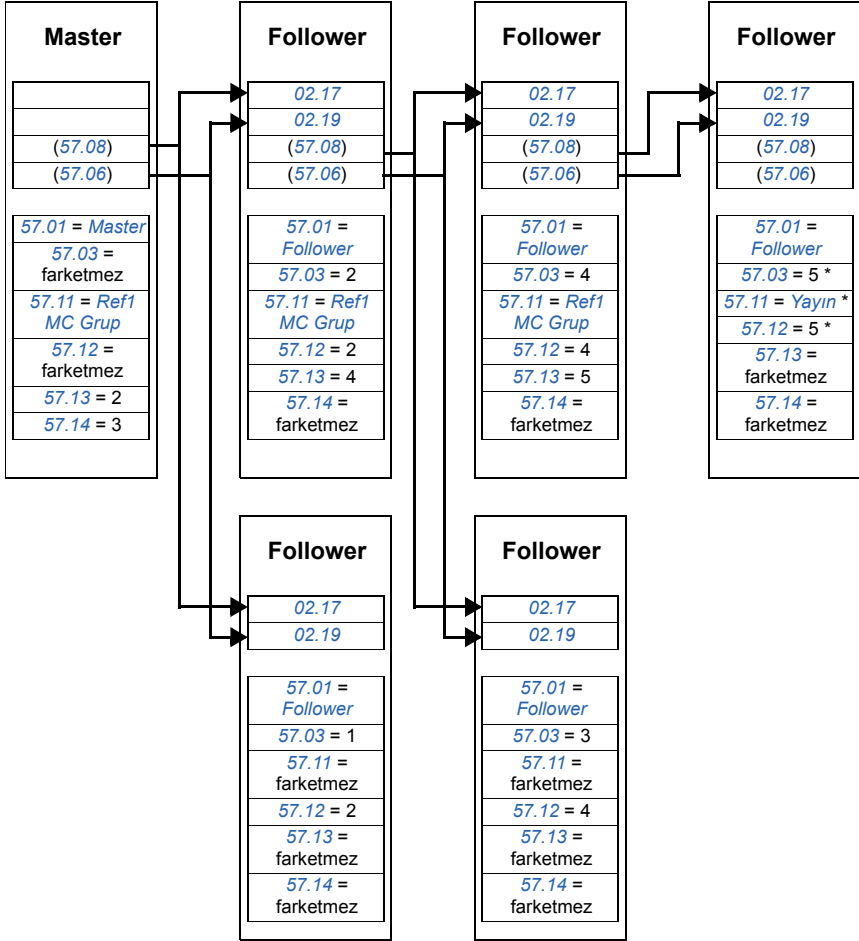 Master
(57.08)
(57.06)
57.01 = Master
57.03 =
farketmez
57.11 = Ref1
MC Grup
57.12 =
farketmez
57.13 = 2
57.14 = 3
Follower
02.17
02.19
(57.08)
(57.06)
57.01 =
Follower
57.03 = 2
57.11 = Ref1
MC Grup
57.12 = 2
57.13 = 4
57.14 =
farketmez
Follower
02.17
02.19
(57.08)
(57.06)
57.01 =
Follower
57.03 = 4
57.11 = Ref1
MC Grup
57.12 = 4
57.13 = 5
57.14 =
farketmez
Follower
02.17
02.19
(57.08)
(57.06)
57.01 =
Follower
57.03 = 5 *
57.11 = Yayın *
57.12 = 5 *
57.13 =
farketmez
57.14 =
farketmez
Follower
02.17
02.19
57.01 =
Follower
57.03 = 1
57.11 =
farketmez
57.12 = 2
57.13 =
farketmez
57.14 =
farketmez
Follower
02.17
02.19
57.01 =
Follower
57.03 = 3
57.11 =
farketmez
57.12 = 4
57.13 =
farketmez
57.14 =
farketmez